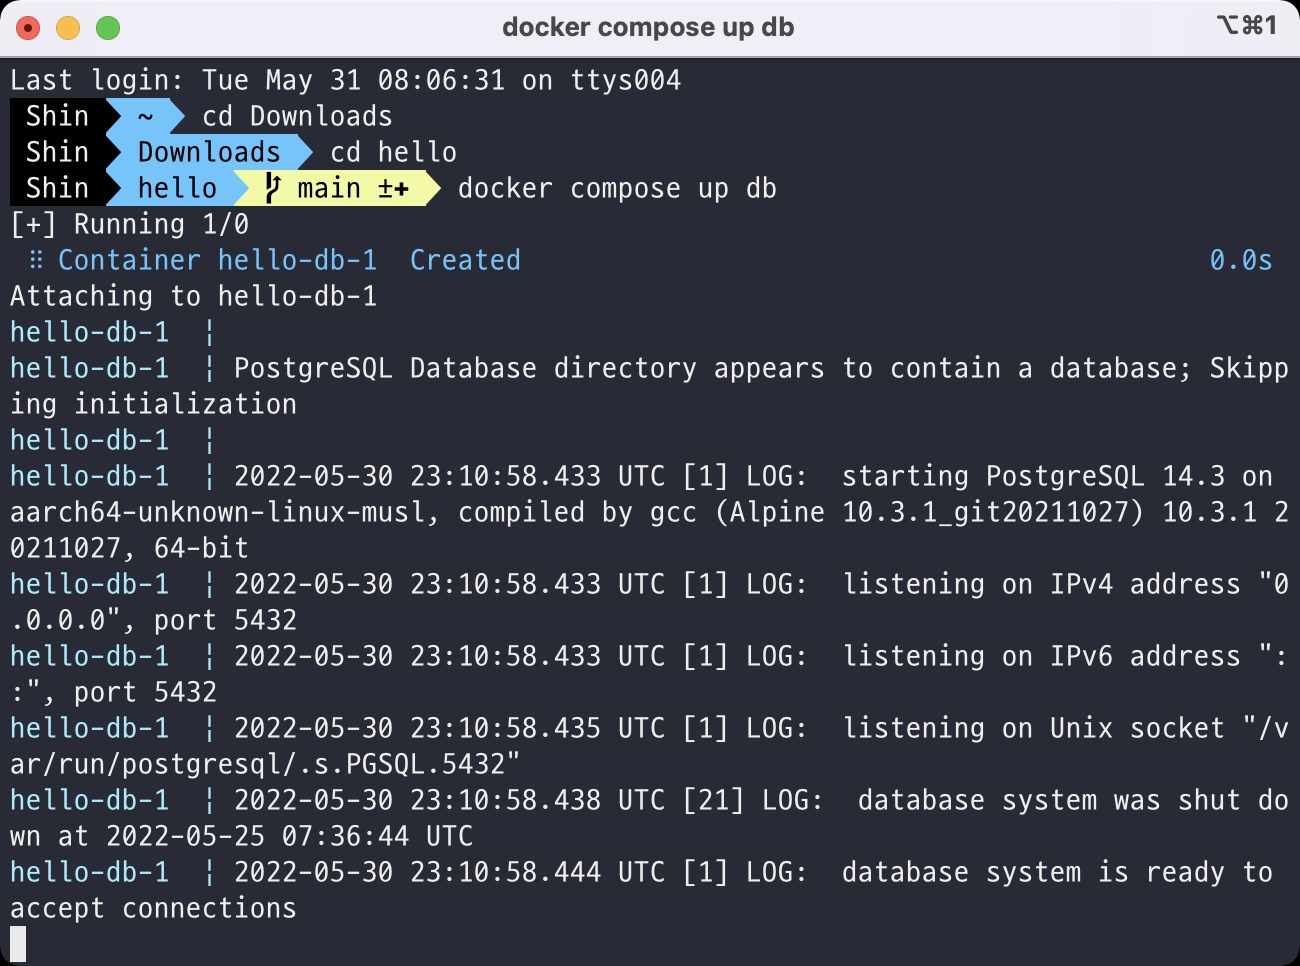 docker compose up db
⌥⌘1
Last login: Tue May 31 08:06:31 on ttys004
Shin ~ cd Downloads
Shin Downloads cd hello
Shin hello main ±✚ docker compose up db
[+] Running 1/0
⠿ Container hello-db-1  Created 0.0s
Attaching to hello-db-1
hello-db-1  ¦
hello-db-1  ¦ PostgreSQL Database directory appears to contain a database; Skipp
ing initialization
hello-db-1  ¦
hello-db-1  ¦ 2022-05-30 23:10:58.433 UTC [1] LOG:  starting PostgreSQL 14.3 on
aarch64-unknown-linux-musl, compiled by gcc (Alpine 10.3.1_git20211027) 10.3.1 2
0211027, 64-bit
hello-db-1  ¦ 2022-05-30 23:10:58.433 UTC [1] LOG:  listening on IPv4 address "0
.0.0.0", port 5432
hello-db-1  ¦ 2022-05-30 23:10:58.433 UTC [1] LOG:  listening on IPv6 address ":
:", port 5432
hello-db-1  ¦ 2022-05-30 23:10:58.435 UTC [1] LOG:  listening on Unix socket "/v
ar/run/postgresql/.s.PGSQL.5432"
hello-db-1  ¦ 2022-05-30 23:10:58.438 UTC [21] LOG:  database system was shut do
wn at 2022-05-25 07:36:44 UTC
hello-db-1  ¦ 2022-05-30 23:10:58.444 UTC [1] LOG:  database system is ready to
accept connections